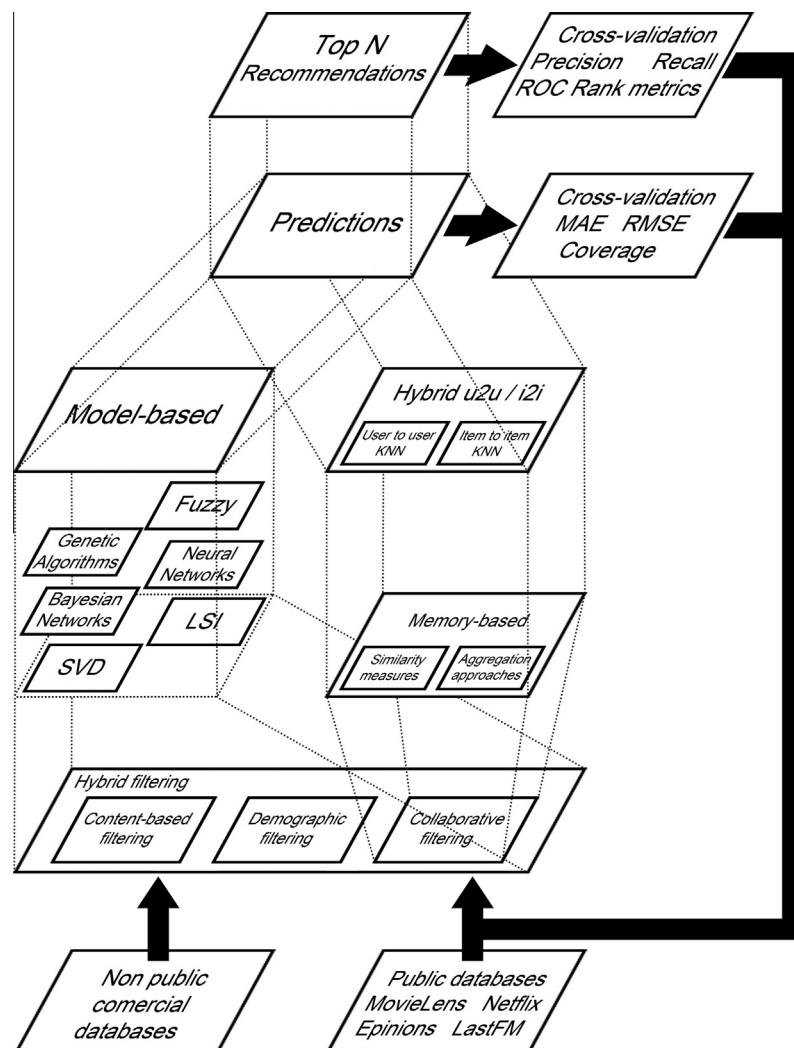 Top N
Recommendations
Cross-validation
Precision Recall
ROC Rank metrics
Predictions
Cross-validation
MAE RMSE
Coverage
Model-based
Hybrid u2u / i2i
User to user
KNN
Item to item
KNN
Fuzzy
Genetic
Algorithms
Neural
Networks
Bayesian
Networks
LSI
SVD
Memory-based
Similarity
measures
Aggregation
approaches
Hybrid filtering
Content-based
filtering
Demographic
filtering
Collaborative
filtering
Non public
comercial
databases
Public databases
MovieLens Netflix
Epinions LastFM